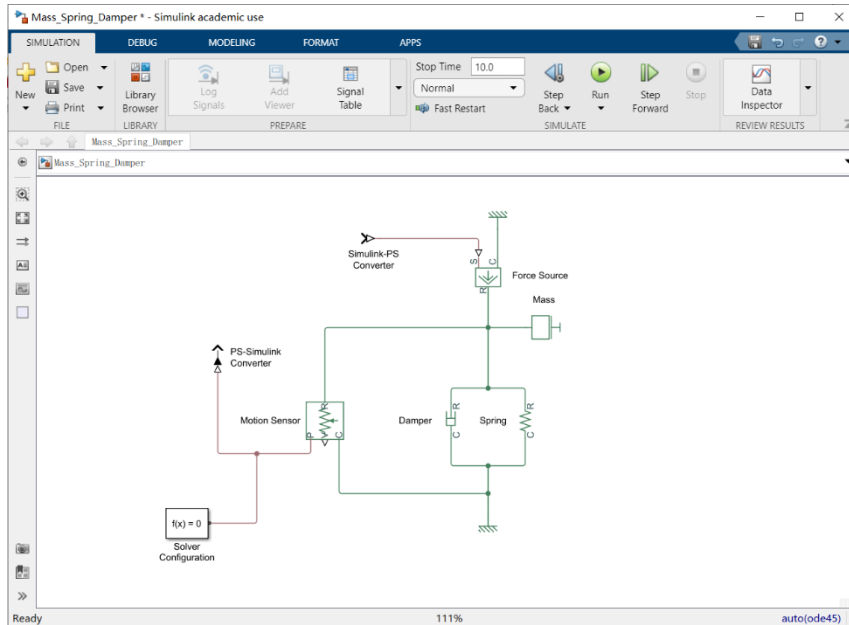 Mass_Spring_Damper * - Simulink academic use
SIMULATION DEBUG MODELING FORMAT APPS
New
Open
Save
Print
FILE
Library
Browser
LIBRARY
Log
Signals
Add
Viewer
Signal
Table
PREPARE
Stop Time 10.0
Normal
Fast Restart
Step
Back
Run
Step
Forward
Stop
SIMULATE
Data
Inspector
REVIEW RESULTS
Mass_Spring_Damper
Mass_Spring_Damper
Simulink-PS
Converter
S
C
R
Force Source
Mass
PS-Simulink
Converter
Motion Sensor
R
P
V
C
Damper
R
C
Spring
R
C
f(x) = 0
Solver
Configuration
Ready 111% auto(ode45)